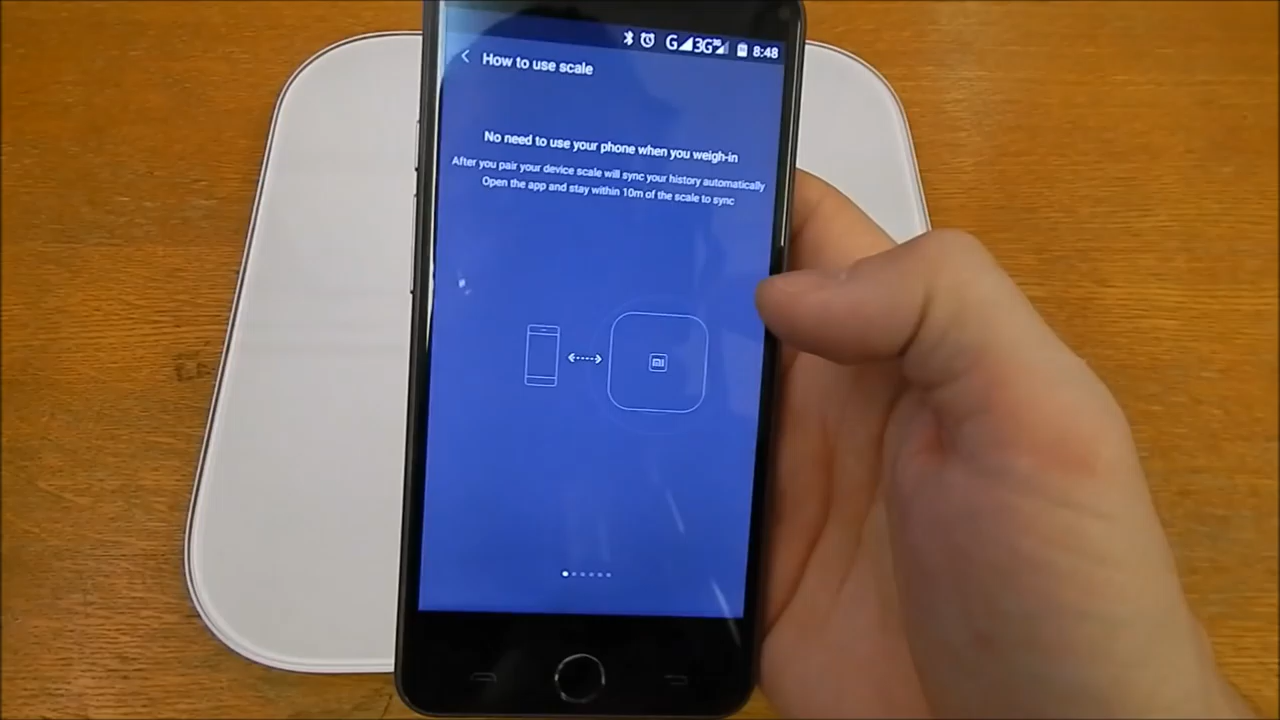 G 3G 3G 8:48
How to use scale
No need to use your phone when you weigh-in
After you pair your device scale will sync your history automatically
Open the app and stay within 10m of the scale to sync
mi